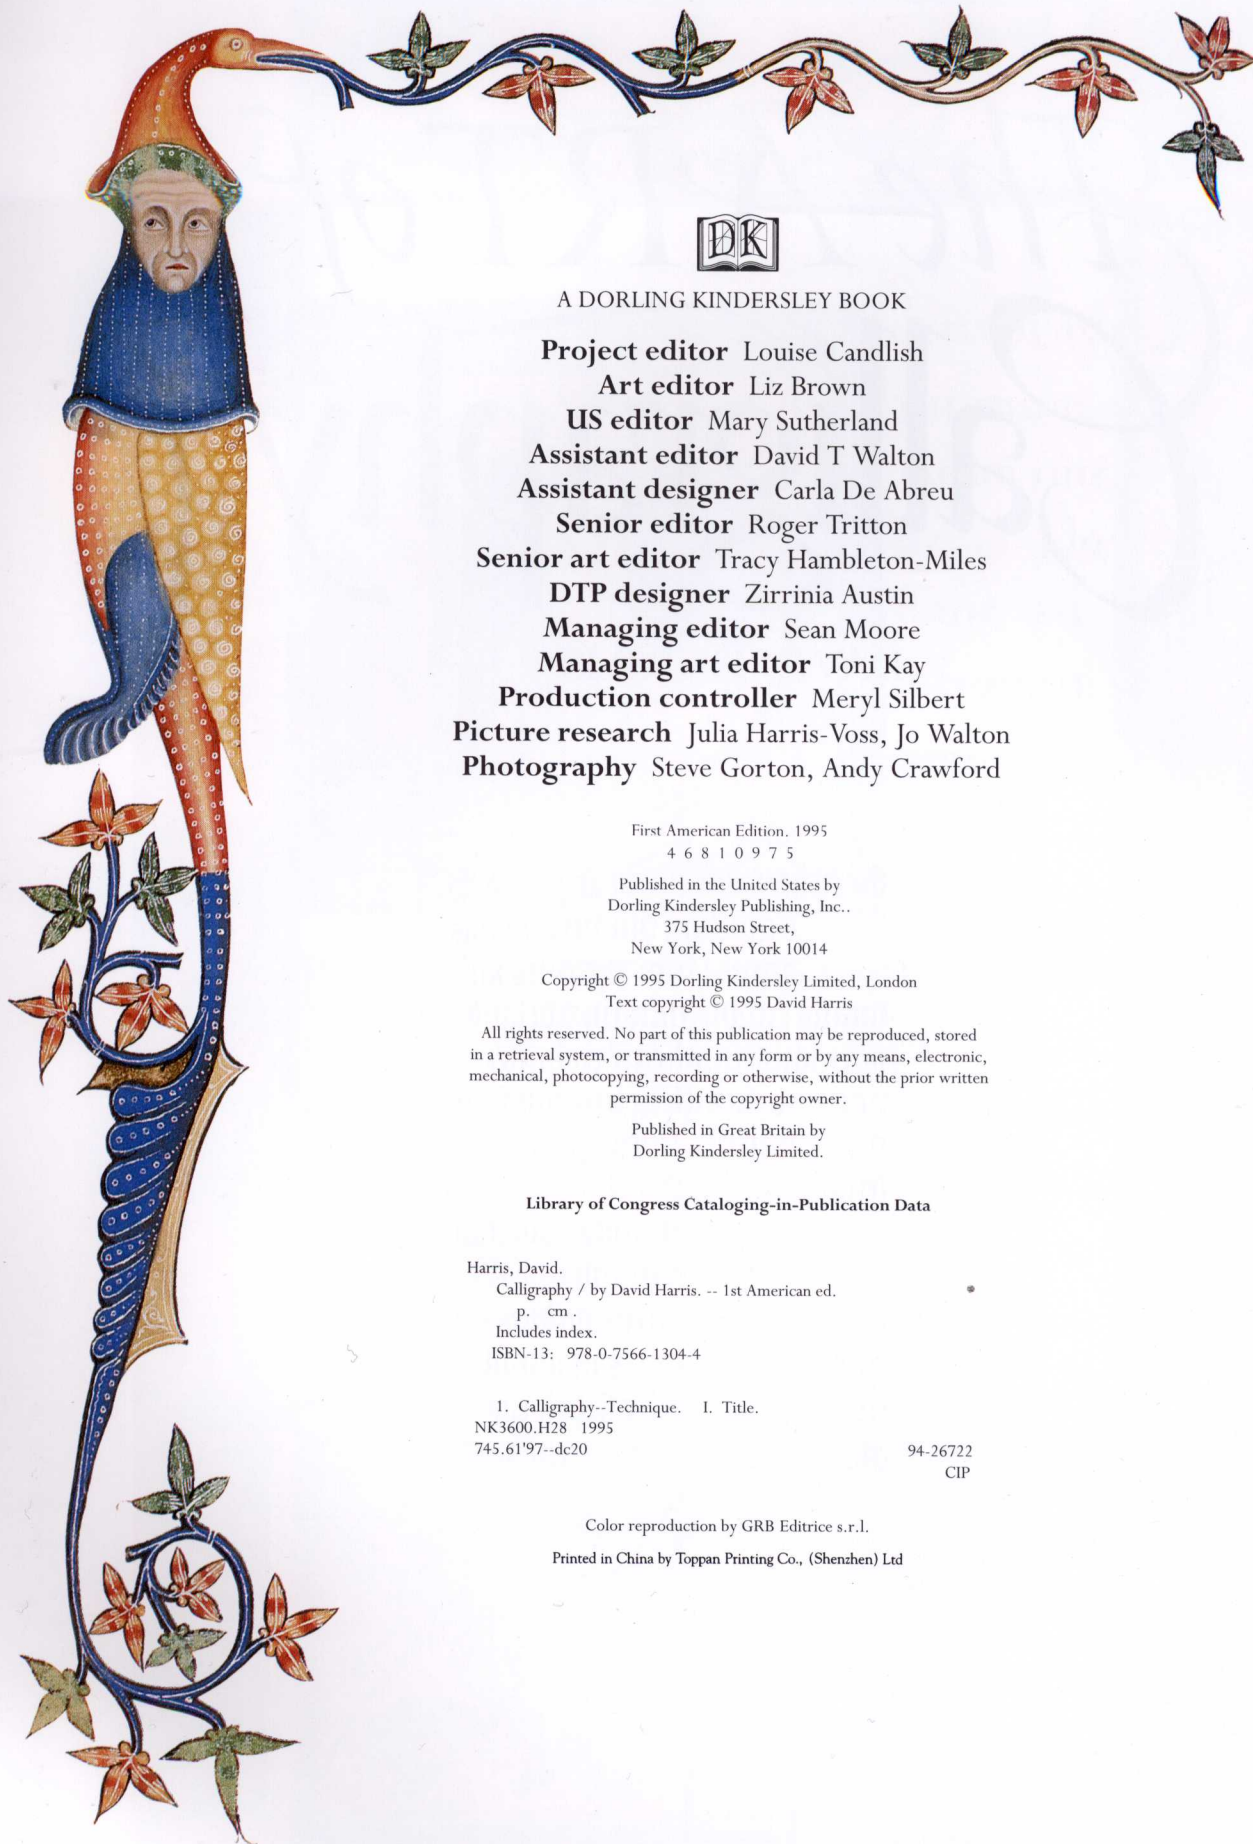 DK
A DORLING KINDERSLEY BOOK
Project editor Louise Candlish
Art editor Liz Brown
US editor Mary Sutherland
Assistant editor David T Walton
Assistant designer Carla De Abreu
Senior editor Roger Tritton
Senior art editor Tracy Hambleton-Miles
DTP designer Zirrinia Austin
Managing editor Sean Moore
Managing art editor Toni Kay
Production controller Meryl Silbert
Picture research Julia Harris-Voss, Jo Walton
Photography Steve Gorton, Andy Crawford
First American Edition. 1995
4 6 8 1 0 9 7 5
Published in the United States by
Dorling Kindersley Publishing, Inc..
375 Hudson Street,
New York, New York 10014
Copyright © 1995 Dorling Kindersley Limited, London
Text copyright © 1995 David Harris
All rights reserved. No part of this publication may be reproduced, stored
in a retrieval system, or transmitted in any form or by any means, electronic,
mechanical, photocopying, recording or otherwise, without the prior written
permission of the copyright owner.
Published in Great Britain by
Dorling Kindersley Limited.
Library of Congress Cataloging-in-Publication Data
Harris, David.
Calligraphy / by David Harris. -- 1st American ed.
p. cm .
Includes index.
ISBN-13: 978-0-7566-1304-4
1. Calligraphy--Technique. I. Title.
NK3600.H28 1995
745.61'97--dc20 94-26722
CIP
Color reproduction by GRB Editrice s.r.l.
Printed in China by Toppan Printing Co., (Shenzhen) Ltd